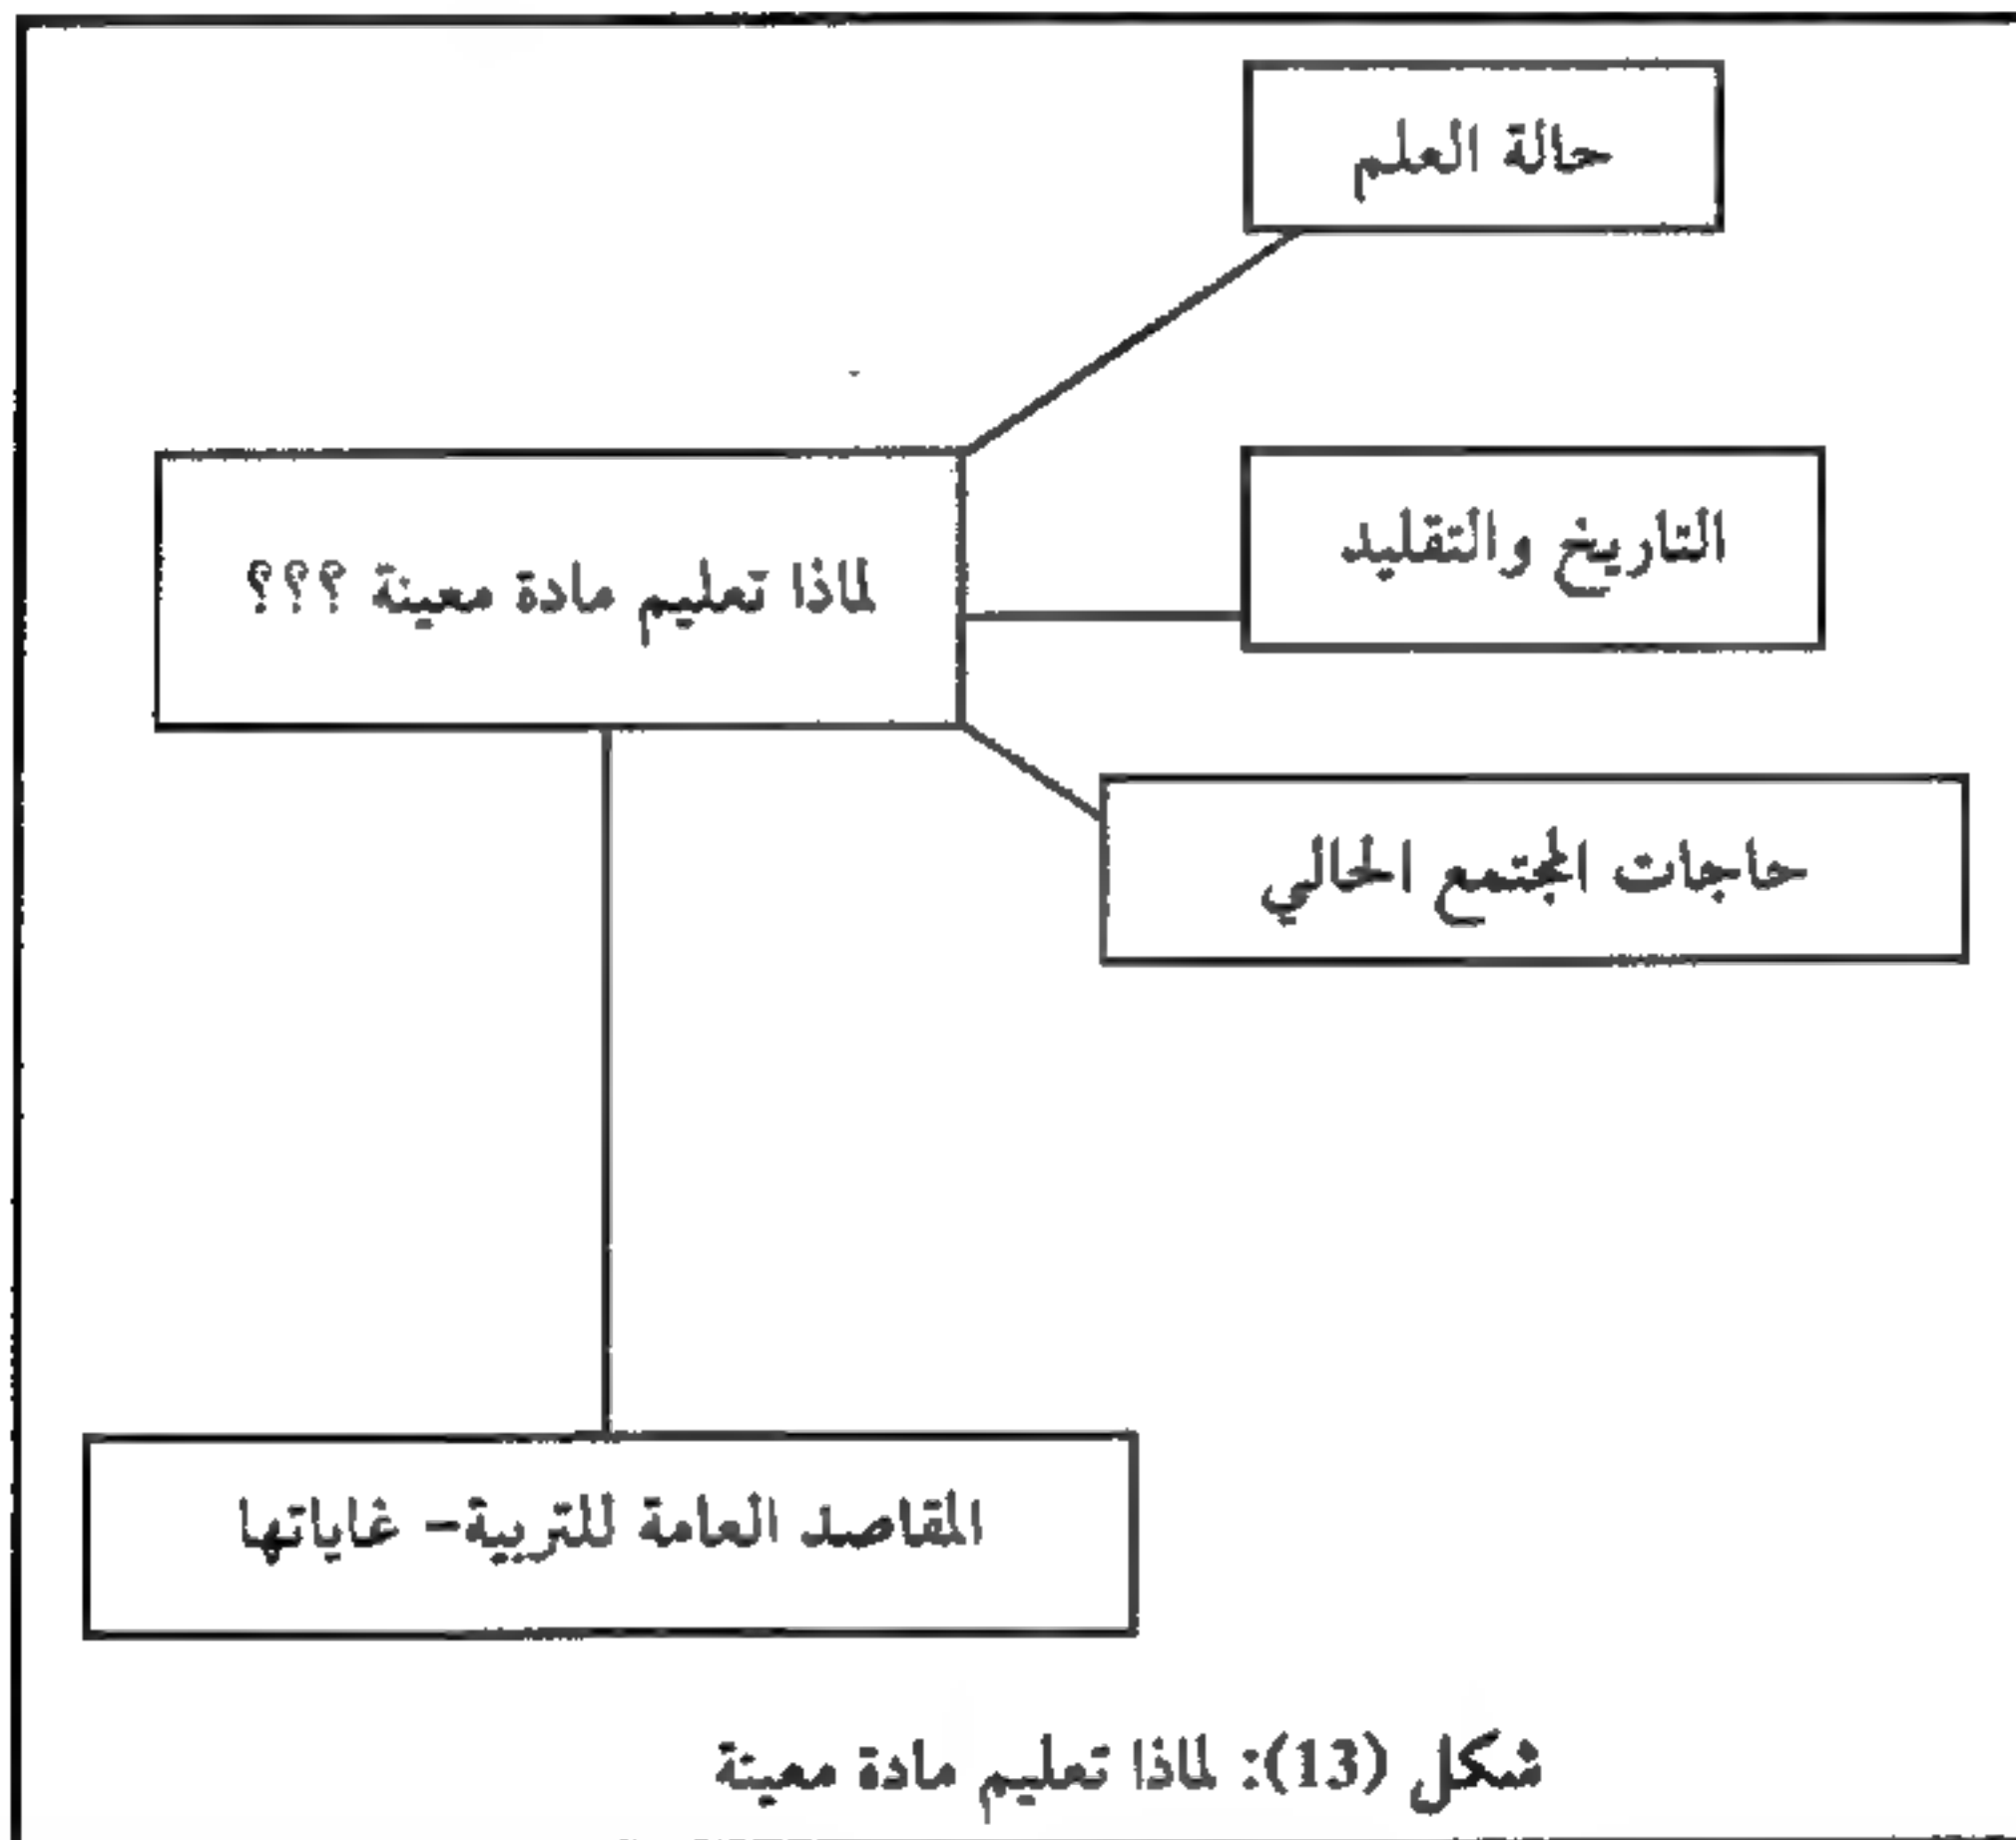 حالة العلم
التاريخ والتقليد
لماذا تعليم مادة معينة ؟؟؟
حاجات المجتمع الحالي
المقاصد العامة للتربية- غاياتها
شكل (13): لماذا تعليم مادة معينة